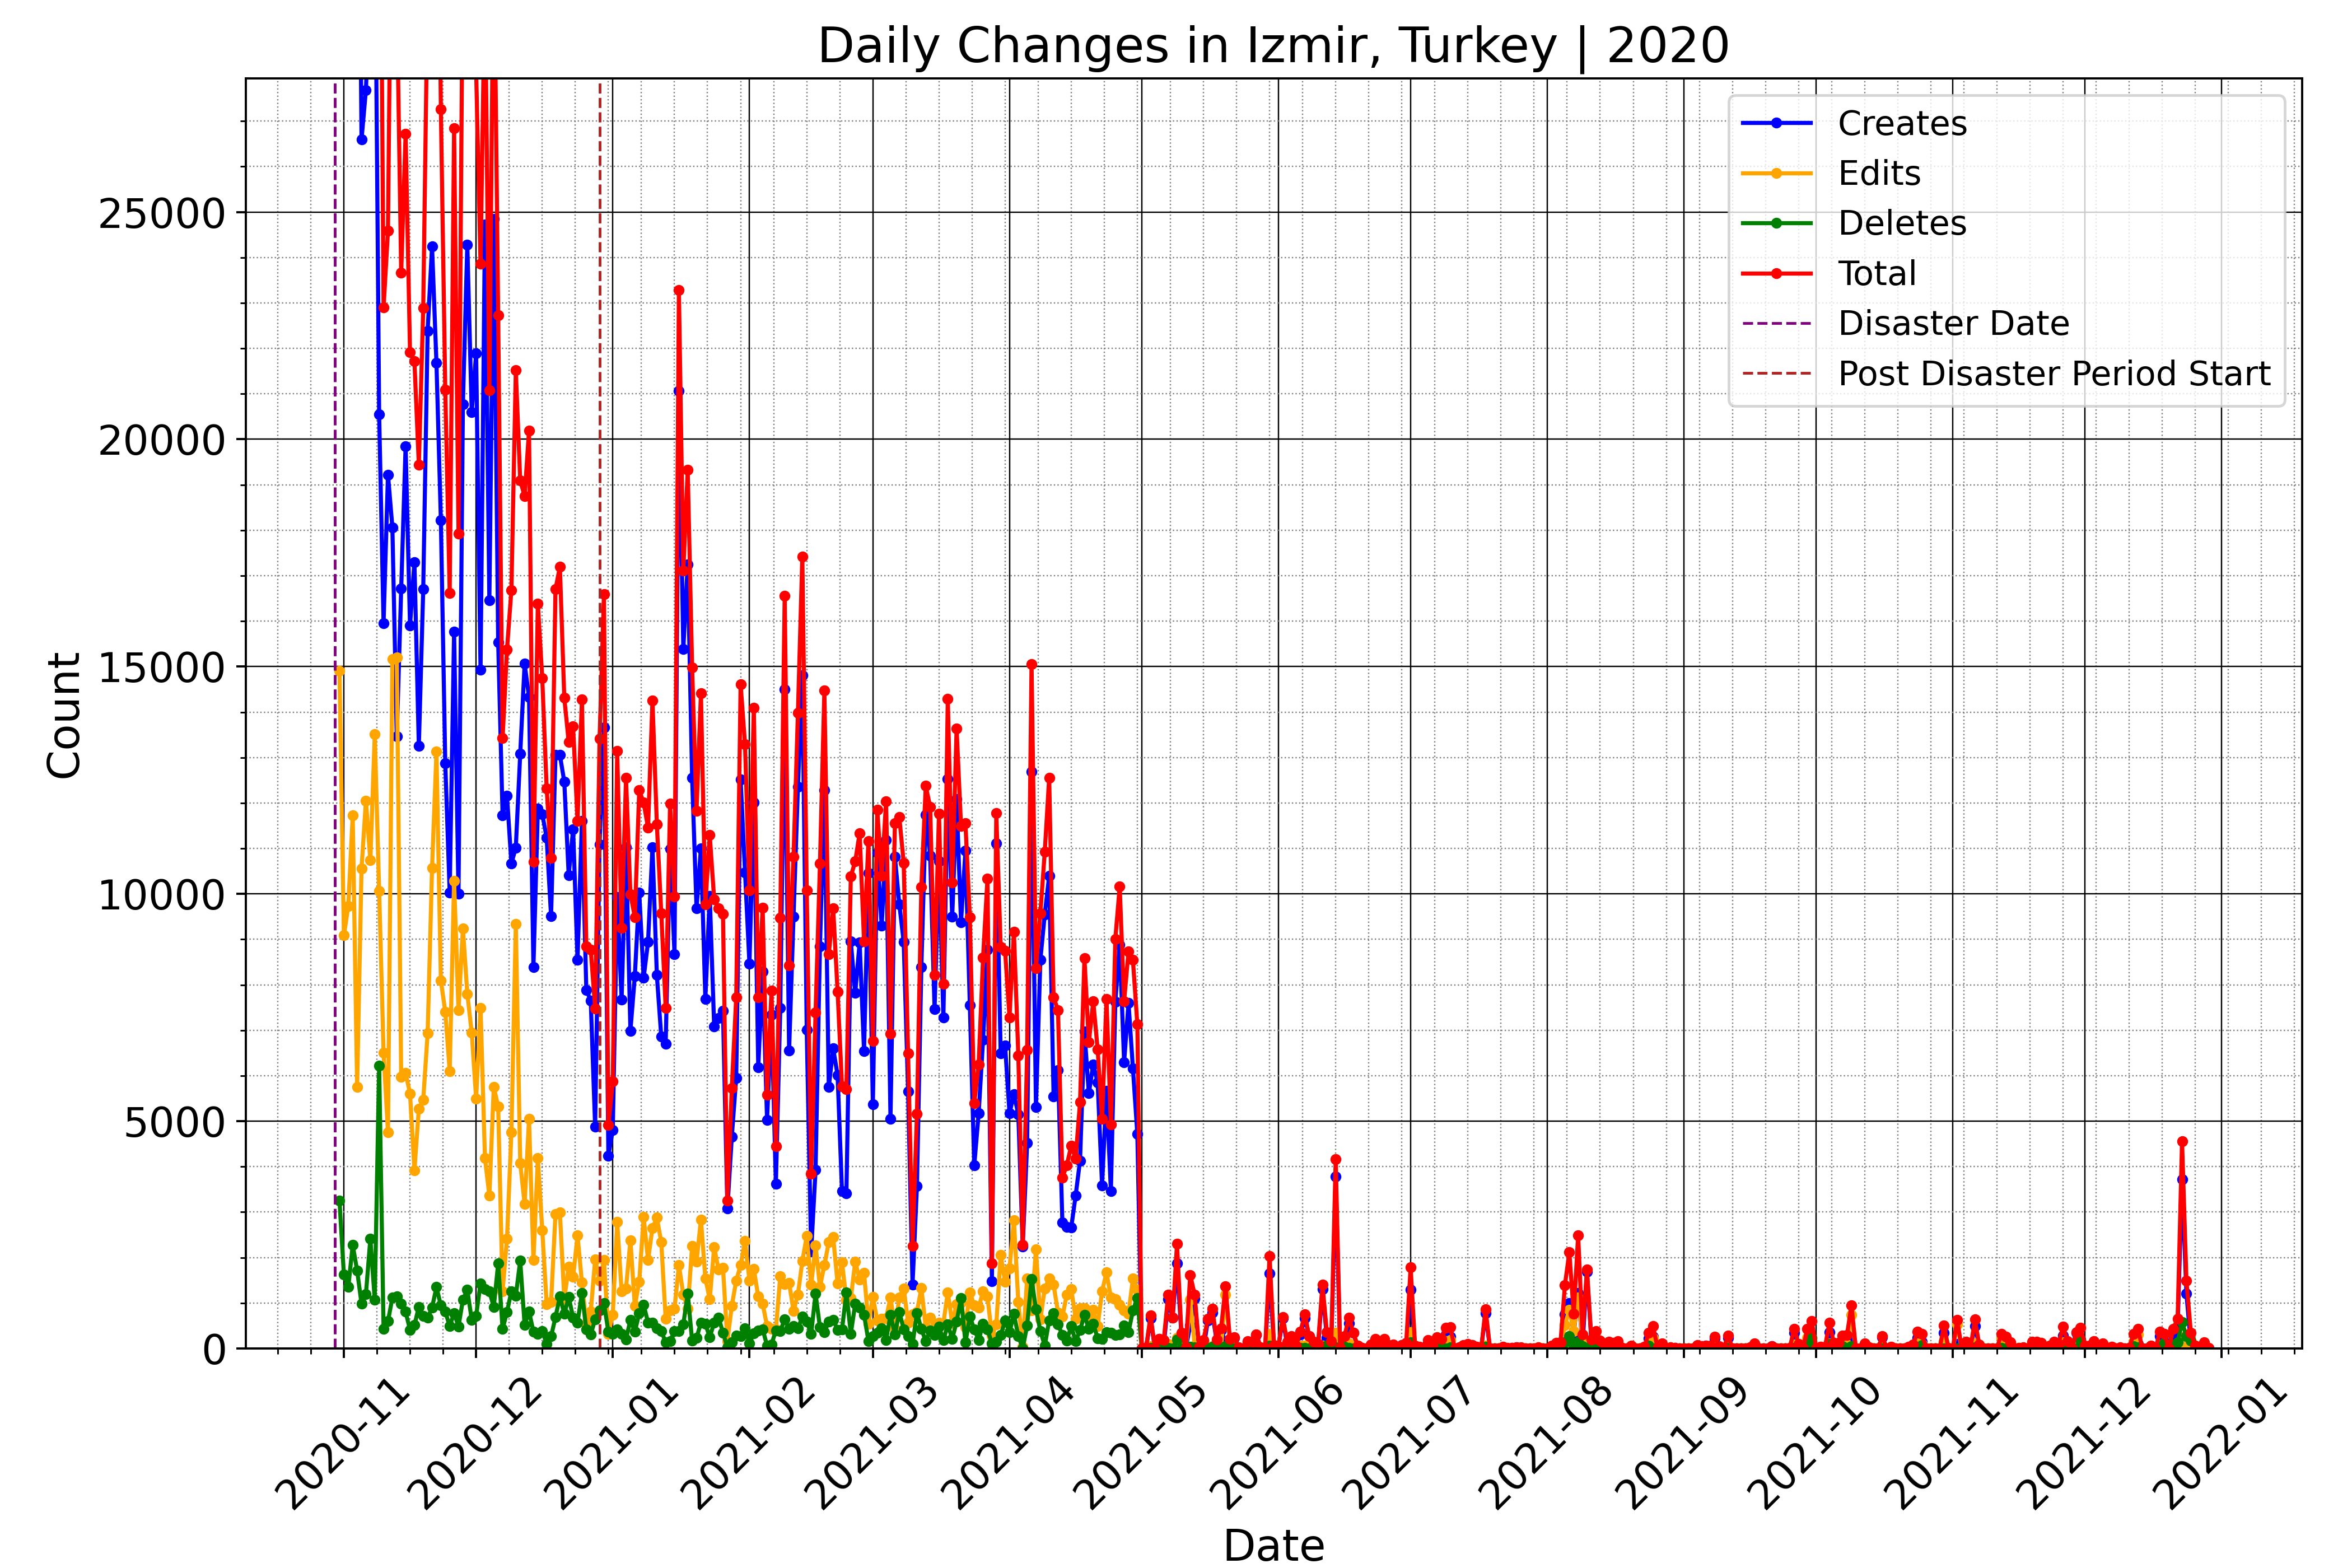 Daily Changes in Izmir, Turkey | 2020
Creates
Edits
Deletes
Total
Disaster Date
Post Disaster Period Start
25000
20000
15000
10000
5000
0
Count
2020-11
2020-12
2021-01
2021-02
2021-03
2021-04
2021-05
2021-06
2021-07
2021-08
2021-09
2021-10
2021-11
2021-12
2022-01
Date